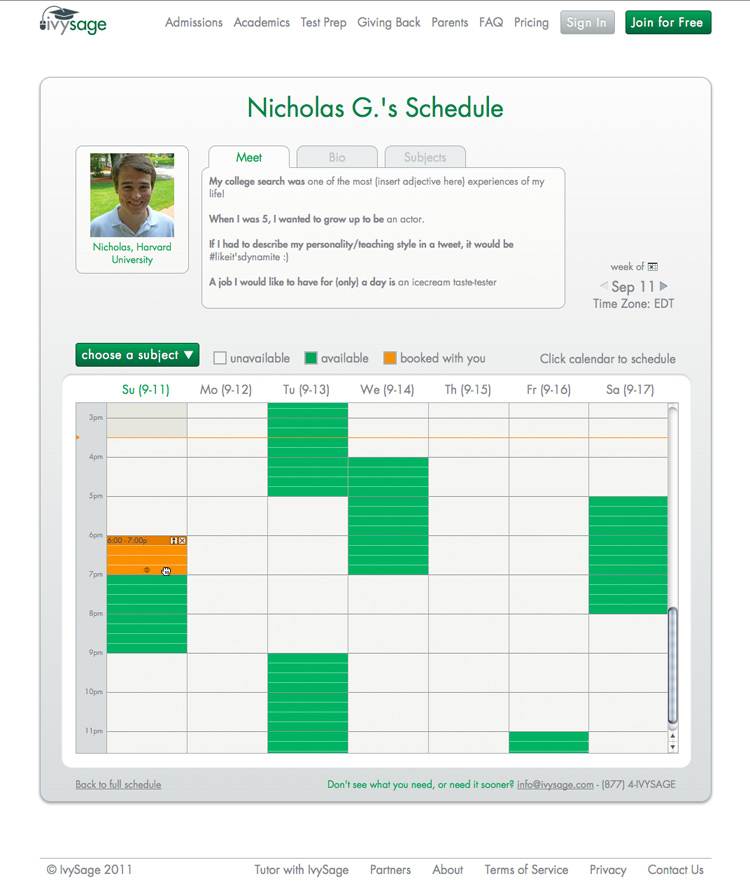 ivysage
Admissions Academics Test Prep Giving Back Parents FAQ Pricing Sign In Join for Free
Nicholas G.'s Schedule
Meet Bio Subjects
My college search was one of the most (insert adjective here) experiences of my
life!
When I was 5, I wanted to grow up to be an actor.
If I had to describe my personality/teaching style in a tweet, it would be
#likeit'sdynamite :)
A job I would like to have for (only) a day is an icecream taste-tester
Nicholas, Harvard
University
week of
Sep 11
Time Zone: EDT
choose a subject ▼ unavailable available booked with you Click calendar to schedule
Su (9-11) Mo (9-12) Tu (9-13) We (9-14) Th (9-15) Fr (9-16) Sa (9-17)
3pm
4pm
5pm
6pm
6:00 - 7:00p
7pm
8pm
9pm
10pm
11pm
Back to full schedule Don't see what you need, or need it sooner? info@ivysage.com - (877) 4-IVYSAGE
© IvySage 2011 Tutor with IvySage Partners About Terms of Service Privacy Contact Us